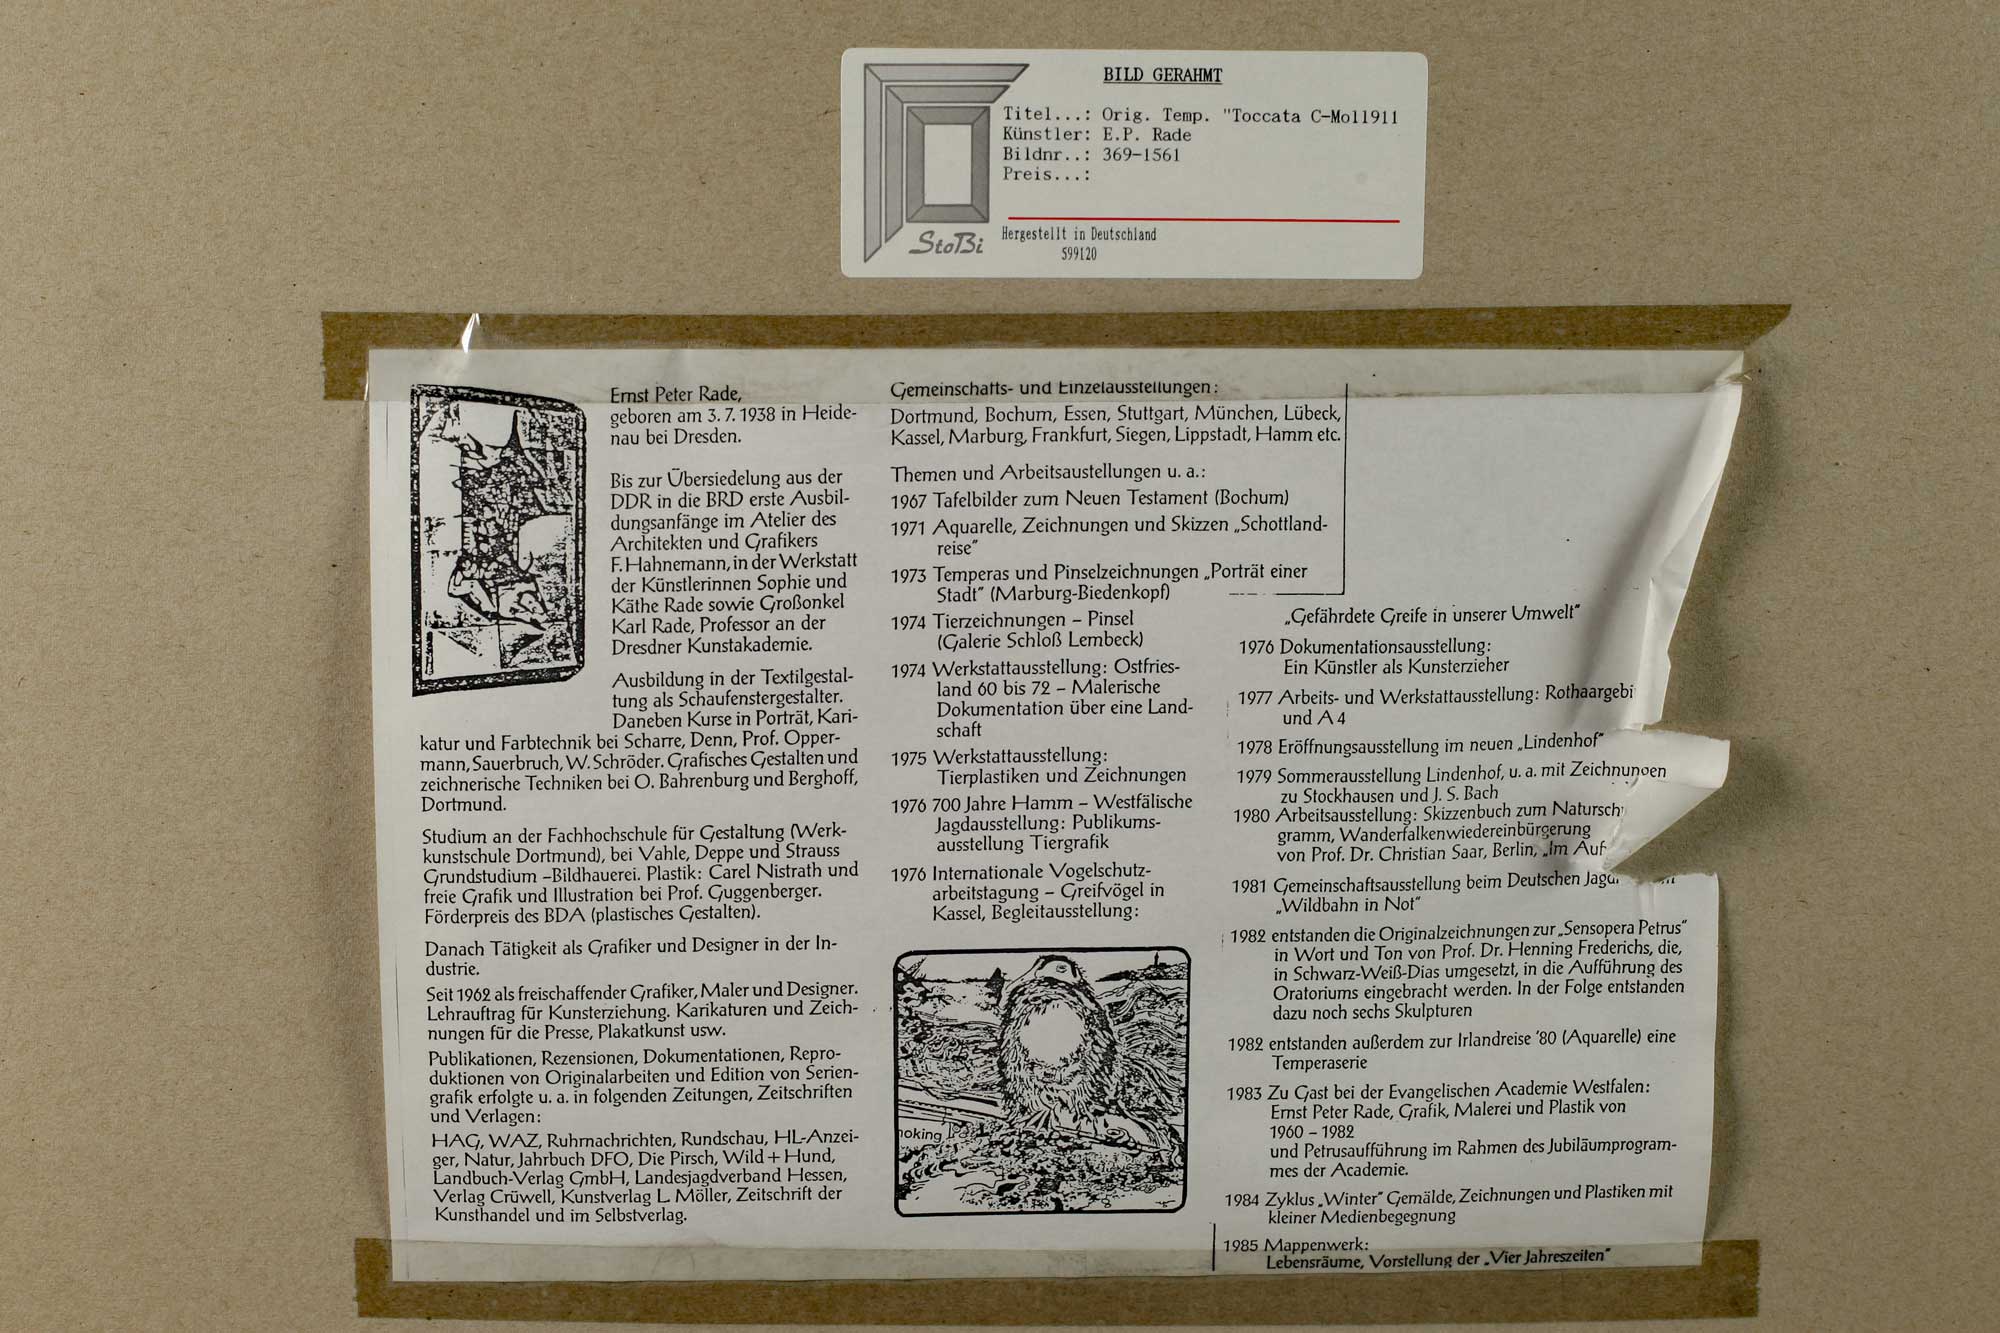 BILD GERAHMT
Titel...: Orig. Temp. "Toccata C-Moll911
Künstler: E.P. Rade
Bildnr..: 369-1561
Preis...:
StoBi
Hergestellt in Deutschland
599120
Ernst Peter Rade,
geboren am 3.7.1938 in Heide-
nau bei Dresden.
Bis zur Übersiedelung aus der
DDR in die BRD erste Ausbil-
dungsanfänge im Atelier des
Architekten und Grafikers
F. Hahnemann, in der Werkstatt
der Künstlerinnen Sophie und
Käthe Rade sowie Großonkel
Karl Rade, Professor an der
Dresdner Kunstakademie.
Ausbildung in der Textilgestal-
tung als Schaufenstergestalter.
Daneben Kurse in Porträt, Kari-
katur und Farbtechnik bei Scharre, Denn, Prof. Opper-
mann, Sauerbruch, W. Schröder. Grafisches Gestalten und
zeichnerische Techniken bei O. Bahrenburg und Berghoff,
Dortmund.
Studium an der Fachhochschule für Gestaltung (Werk-
kunstschule Dortmund), bei Vahle, Deppe und Strauss
Grundstudium –Bildhauerei. Plastik: Carel Nistrath und
freie Grafik und Illustration bei Prof. Guggenberger.
Förderpreis des BDA (plastisches Gestalten).
Danach Tätigkeit als Grafiker und Designer in der In-
dustrie.
Seit 1962 als freischaffender Grafiker, Maler und Designer.
Lehrauftrag für Kunsterziehung. Karikaturen und Zeich-
nungen für die Presse, Plakatkunst usw.
Publikationen, Rezensionen, Dokumentationen, Repro-
duktionen von Originalarbeiten und Edition von Serien-
grafik erfolgte u. a. in folgenden Zeitungen, Zeitschriften
und Verlagen:
HAG, WAZ, Ruhrnachrichten, Rundschau, HL-Anzei-
ger, Natur, Jahrbuch DFO, Die Pirsch, Wild + Hund,
Landbuch-Verlag GmbH, Landesjagdverband Hessen,
Verlag Crüwell, Kunstverlag L. Möller, Zeitschrift der
Kunsthandel und im Selbstverlag.
Gemeinschafts- und Einzelausstellungen:
Dortmund, Bochum, Essen, Stuttgart, München, Lübeck,
Kassel, Marburg, Frankfurt, Siegen, Lippstadt, Hamm etc.
Themen und Arbeitsaustellungen u. a.:
1967 Tafelbilder zum Neuen Testament (Bochum)
1971 Aquarelle, Zeichnungen und Skizzen „Schottland-
reise“
1973 Temperas und Pinselzeichnungen „Porträt einer
Stadt“ (Marburg-Biedenkopf)
1974 Tierzeichnungen – Pinsel
(Galerie Schloß Lembeck)
1974 Werkstattausstellung: Ostfries-
land 60 bis 72 – Malerische
Dokumentation über eine Land-
schaft
1975 Werkstattausstellung:
Tierplastiken und Zeichnungen
1976 700 Jahre Hamm – Westfälische
Jagdausstellung: Publikums-
ausstellung Tiergrafik
1976 Internationale Vogelschutz-
arbeitstagung – Greifvögel in
Kassel, Begleitausstellung:
„Gefährdete Greife in unserer Umwelt“
1976 Dokumentationsausstellung:
Ein Künstler als Kunsterzieher
1977 Arbeits- und Werkstattausstellung: Rothaargebi
und A 4
1978 Eröffnungsausstellung im neuen „Lindenhof“
1979 Sommerausstellung Lindenhof, u. a. mit Zeichnungen
zu Stockhausen und J. S. Bach
1980 Arbeitsausstellung: Skizzenbuch zum Natursch
gramm, Wanderfalkenwiedereinbürgerung
von Prof. Dr. Christian Saar, Berlin, „Im Auf
1981 Gemeinschaftsausstellung beim Deutschen Jagd
„Wildbahn in Not“
1982 entstanden die Originalzeichnungen zur „Sensopera Petrus“
in Wort und Ton von Prof. Dr. Henning Frederichs, die,
in Schwarz-Weiß-Dias umgesetzt, in die Aufführung des
Oratoriums eingebracht werden. In der Folge entstanden
dazu noch sechs Skulpturen
1982 entstanden außerdem zur Irlandreise '80 (Aquarelle) eine
Temperaserie
1983 Zu Gast bei der Evangelischen Academie Westfalen:
Ernst Peter Rade, Grafik, Malerei und Plastik von
1960 – 1982
und Petrusaufführung im Rahmen des Jubiläumprogram-
mes der Academie.
1984 Zyklus „Winter“ Gemälde, Zeichnungen und Plastiken mit
kleiner Medienbegegnung
1985 Mappenwerk:
Lebensräume, Vorstellung der „Vier Jahreszeiten“